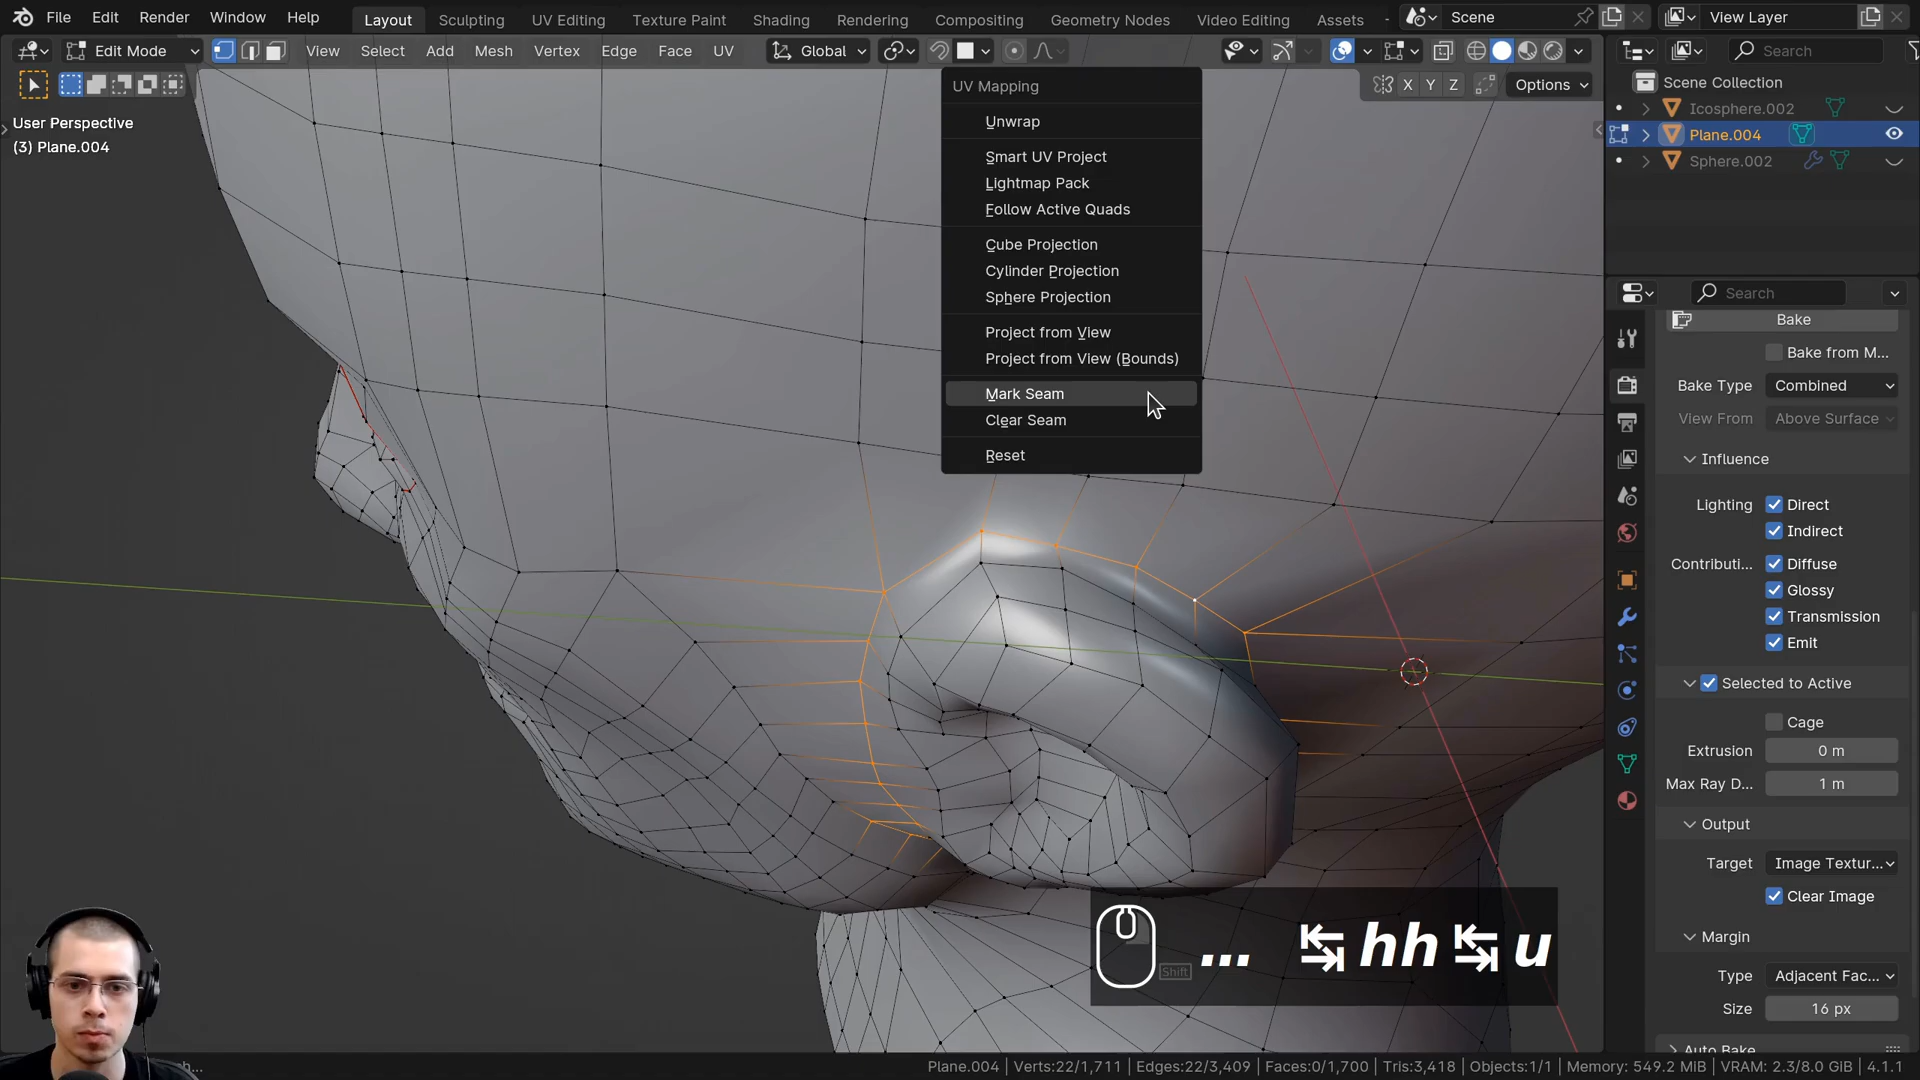 File Edit Render Window Help Layout Sculpting UV Editing Texture Paint Shading Rendering Compositing Geometry Nodes Video Editing Assets Scene View Layer
Edit Mode View Select Add Mesh Vertex Edge Face UV Global Search
X Y Z Options
User Perspective
(3) Plane.004
UV Mapping
Unwrap
Smart UV Project
Lightmap Pack
Follow Active Quads
Cube Projection
Cylinder Projection
Sphere Projection
Project from View
Project from View (Bounds)
Mark Seam
Clear Seam
Reset
Scene Collection
Icosphere.002
Plane.004
Sphere.002
Search
Bake
Bake from M...
Bake Type Combined
View From Above Surface
Influence
Lighting Direct
Indirect
Contributi... Diffuse
Glossy
Transmission
Emit
Selected to Active
Cage
Extrusion 0 m
Max Ray D... 1 m
Output
Target Image Textur...
Clear Image
Margin
Type Adjacent Fac...
Size 16 px
Auto Bake
Shift ... ↹ hh ↹ u
Plane.004 | Verts:22/1,711 | Edges:22/3,409 | Faces:0/1,700 | Tris:3,418 | Objects:1/1 | Memory: 549.2 MiB | VRAM: 2.3/8.0 GiB | 4.1.1